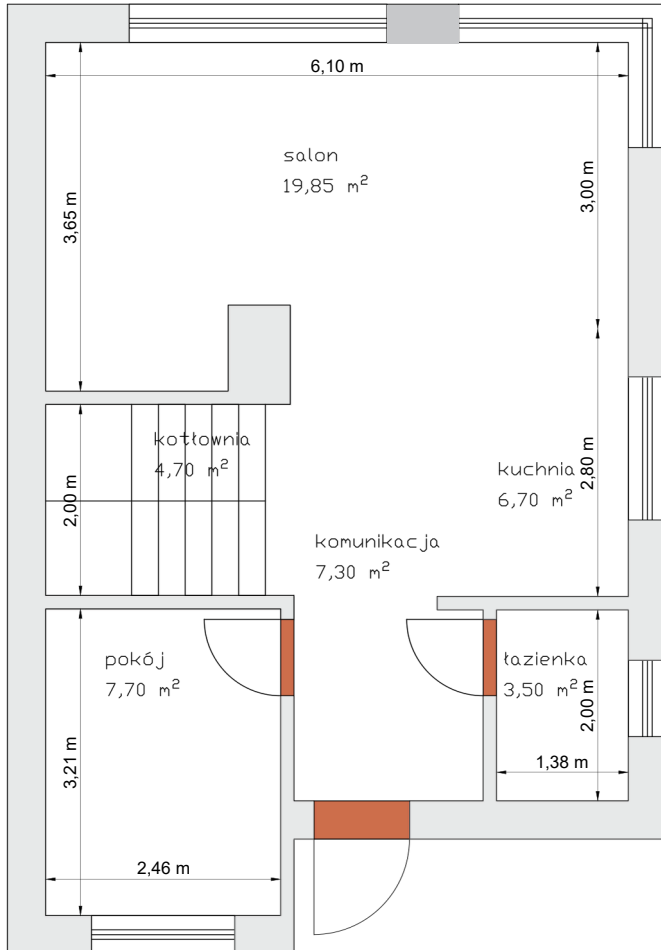 6,10 m
salon
19,85 m²
3,65 m
3,00 m
kotłownia
4,70 m²
2,00 m
kuchnia
6,70 m²
2,80 m
komunikacja
7,30 m²
pokój
7,70 m²
łazienka
3,50 m²
3,21 m
2,00 m
1,38 m
2,46 m